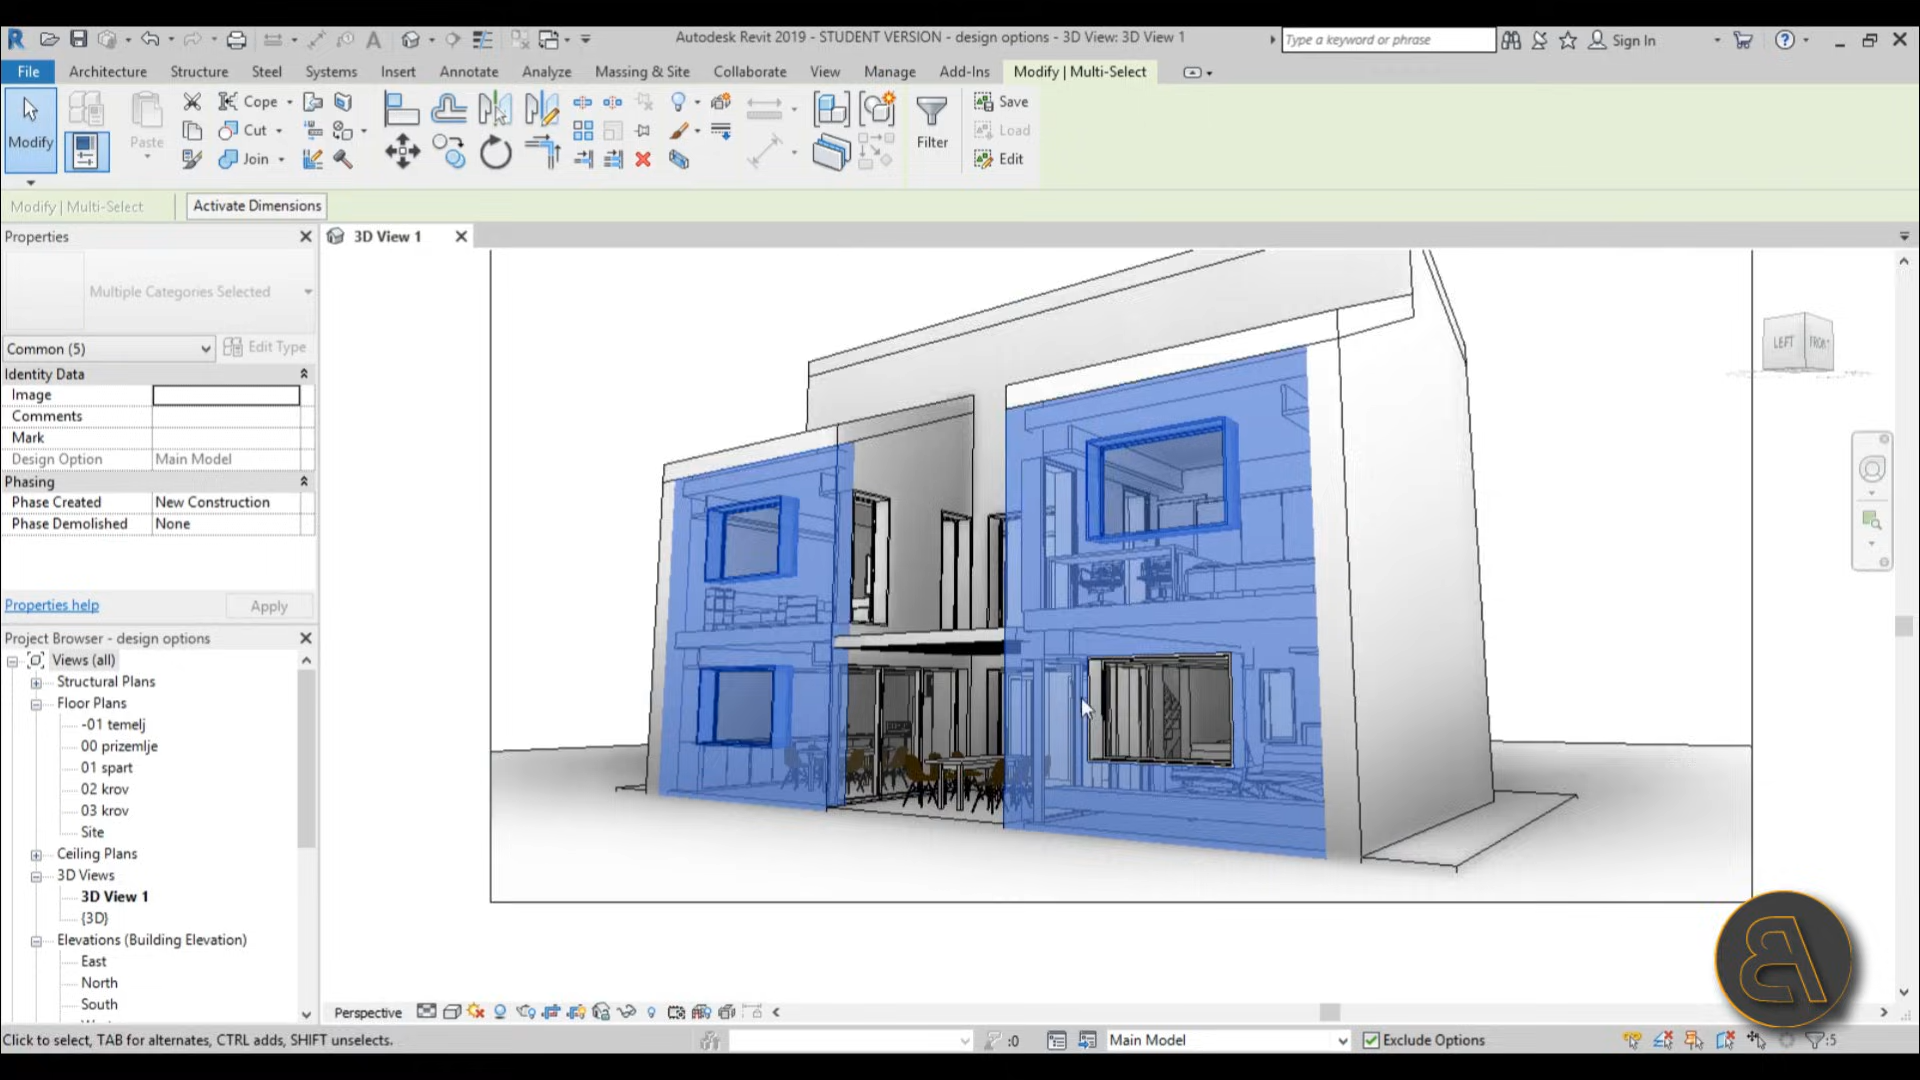 Autodesk Revit 2019 - STUDENT VERSION - design options - 3D View: 3D View 1
Type a keyword or phrase
Sign In
File Architecture Structure Steel Systems Insert Annotate Analyze Massing & Site Collaborate View Manage Add-Ins Modify | Multi-Select
Modify
Paste
Cope
Cut
Join
Filter
Save
Load
Edit
Modify | Multi-Select
Activate Dimensions
Properties
3D View 1
Multiple Categories Selected
Common (5)
Edit Type
Identity Data
Image
Comments
Mark
Design Option Main Model
Phasing
Phase Created New Construction
Phase Demolished None
Properties help
Apply
Project Browser - design options
Views (all)
Structural Plans
Floor Plans
-01 temelj
00 prizemlje
01 spart
02 krov
03 krov
Site
Ceiling Plans
3D Views
3D View 1
{3D}
Elevations (Building Elevation)
East
North
South
LEFT
FRONT
Perspective
Click to select, TAB for alternates, CTRL adds, SHIFT unselects.
:0
Main Model
Exclude Options
:5